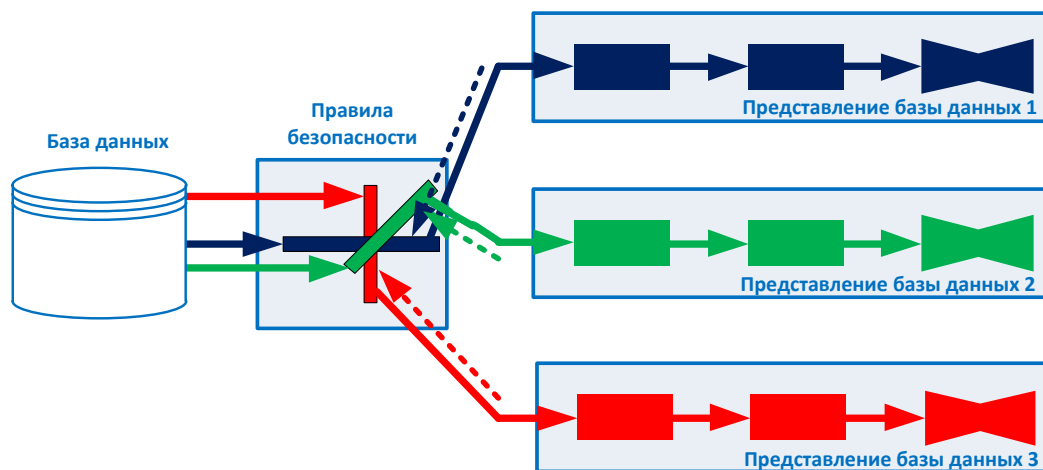 Представление базы данных 1
Правила
безопасности
База данных
Представление базы данных 2
Представление базы данных 3